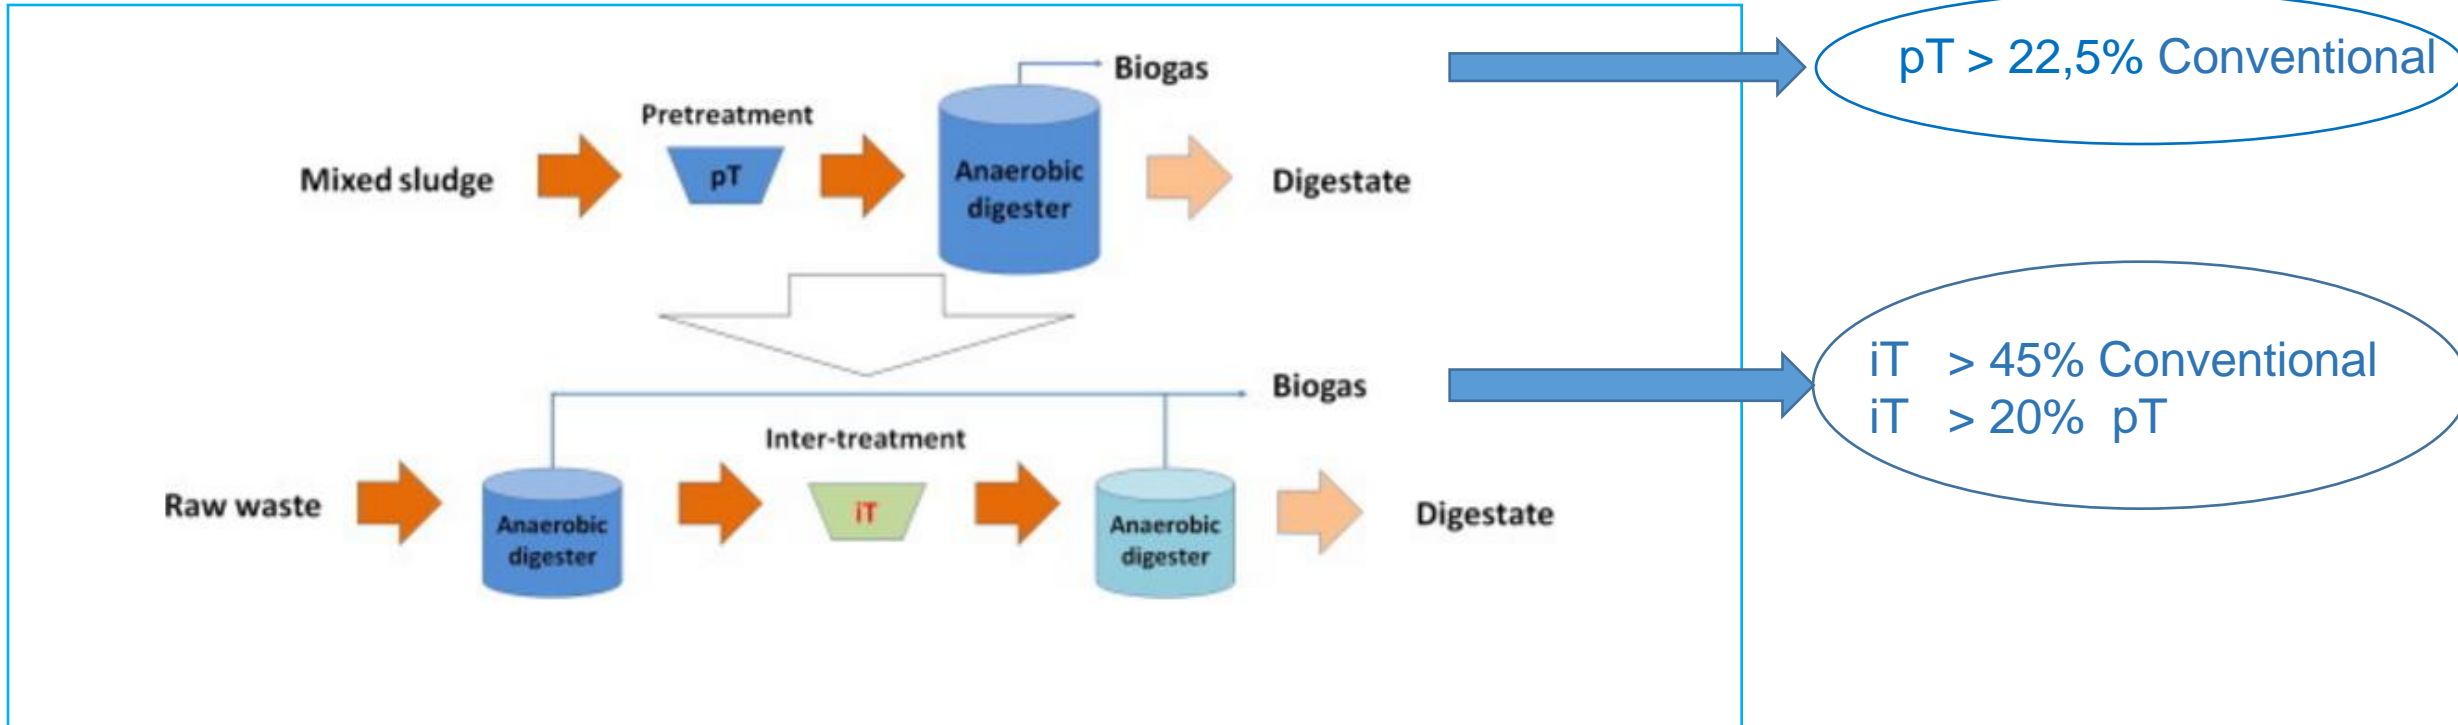 Biogas
pT > 22,5% Conventional
Pretreatment
Mixed sludge
pT
Anaerobic
digester
Digestate
Biogas
iT > 45% Conventional
iT > 20% pT
Inter-treatment
Raw waste
Anaerobic
digester
iT
Anaerobic
digester
Digestate